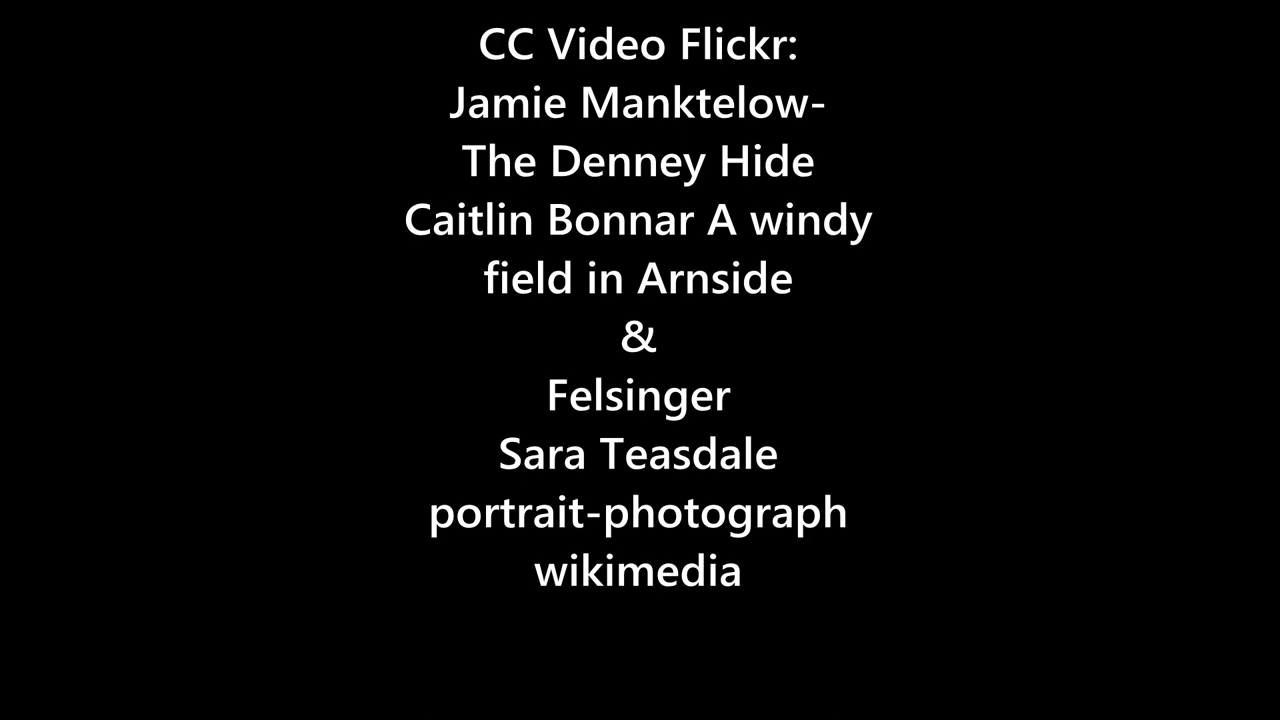 CC Video Flickr:
Jamie Manktelow-
The Denney Hide
Caitlin Bonnar A windy
field in Arnside
&
Felsinger
Sara Teasdale
portrait-photograph
wikimedia